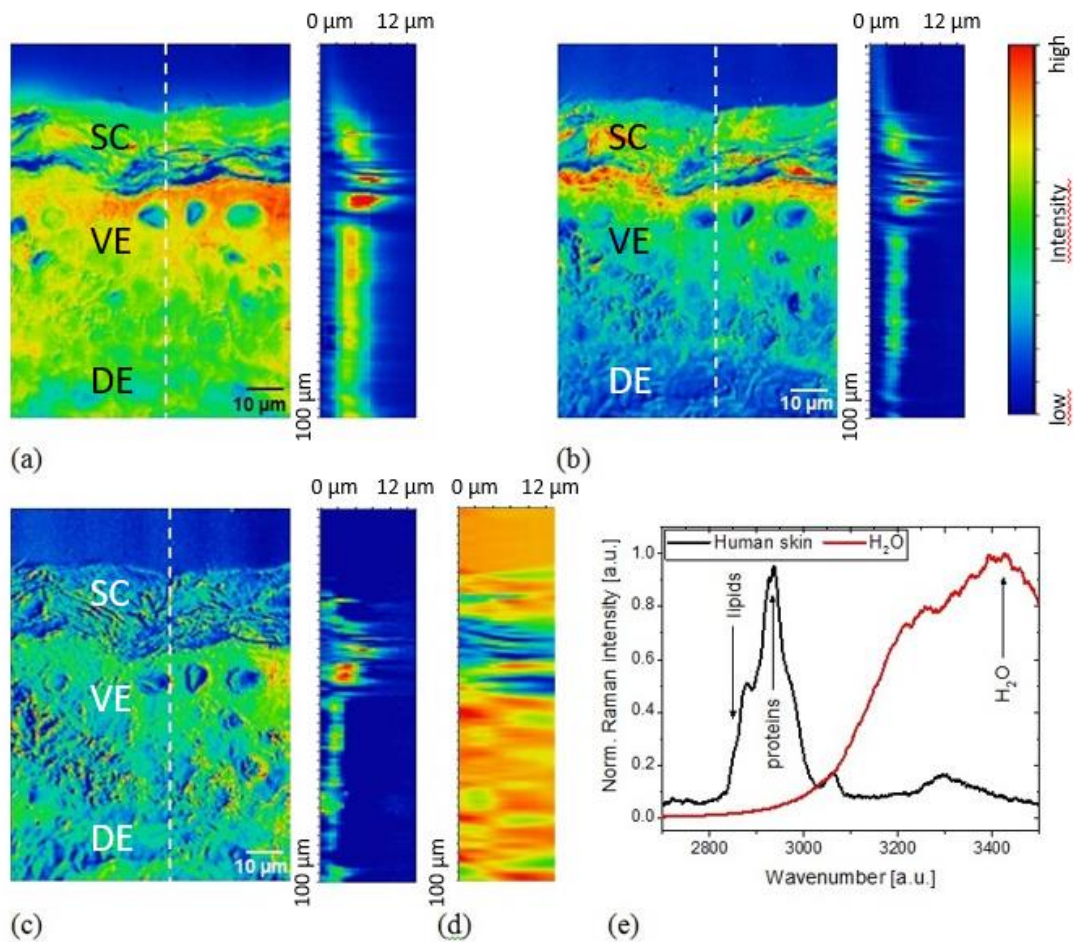 0 µm 12 µm
0 µm 12 µm
SC
VE
DE
10 µm
100 µm
SC
VE
DE
10 µm
100 µm
high
Intensity
low
(a)
(b)
0 µm 12 µm
0 µm 12 µm
SC
VE
DE
10 µm
100 µm
100 µm
Human skin H₂O
1.0
0.8
0.6
0.4
0.2
0.0
Norm. Raman intensity [a.u.]
lipids
proteins
H₂O
2800 3000 3200 3400
Wavenumber [a.u.]
(c)
(d)
(e)